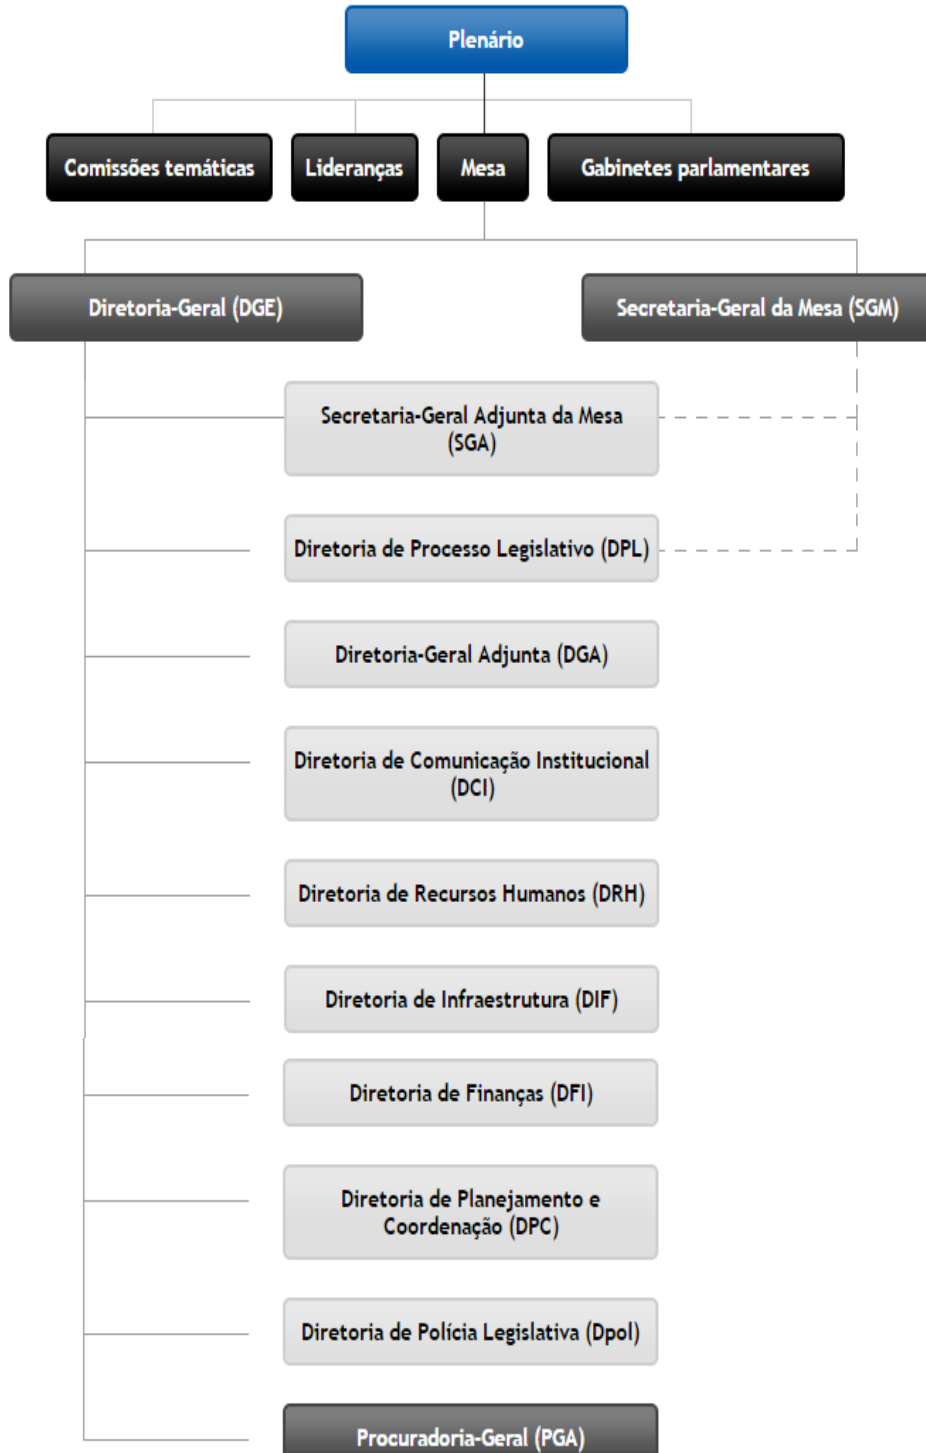 Plenário
Comissões temáticas
Lideranças
Mesa
Gabinetes parlamentares
Diretoria-Geral (DGE)
Secretaria-Geral da Mesa (SGM)
Secretaria-Geral Adjunta da Mesa
(SGA)
Diretoria de Processo Legislativo (DPL)
Diretoria-Geral Adjunta (DGA)
Diretoria de Comunicação Institucional
(DCI)
Diretoria de Recursos Humanos (DRH)
Diretoria de Infraestrutura (DIF)
Diretoria de Finanças (DFI)
Diretoria de Planejamento e
Coordenação (DPC)
Diretoria de Polícia Legislativa (Dpol)
Procuradoria-Geral (PGA)